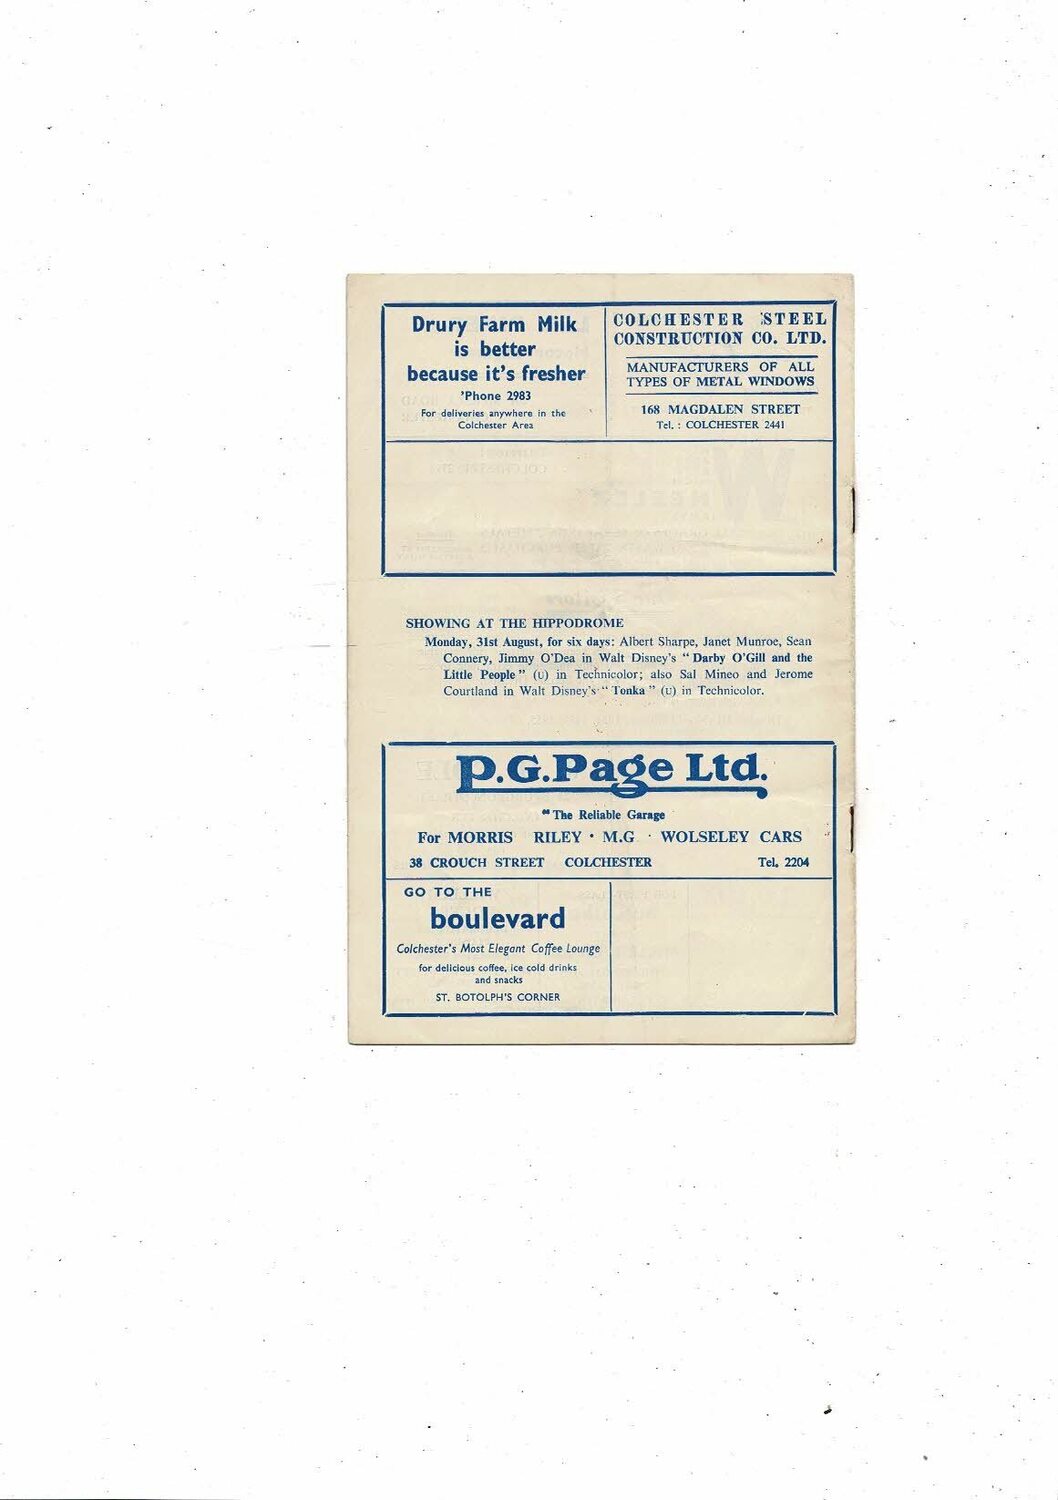 Drury Farm Milk
is better
because it's fresher
'Phone 2983
For deliveries anywhere in the
Colchester Area
COLCHESTER STEEL
CONSTRUCTION CO. LTD.
MANUFACTURERS OF ALL
TYPES OF METAL WINDOWS
168 MAGDALEN STREET
Tel. : COLCHESTER 2441
SHOWING AT THE HIPPODROME
Monday, 31st August, for six days: Albert Sharpe, Janet Munroe, Sean
Connery, Jimmy O'Dea in Walt Disney's "Darby O'Gill and the
Little People" (U) in Technicolor; also Sal Mineo and Jerome
Courtland in Walt Disney's "Tonka" (U) in Technicolor.
P.G.Page Ltd.
"The Reliable Garage
For MORRIS RILEY · M.G · WOLSELEY CARS
38 CROUCH STREET COLCHESTER Tel. 2204
GO TO THE
boulevard
Colchester's Most Elegant Coffee Lounge
for delicious coffee, ice cold drinks
and snacks
ST. BOTOLPH'S CORNER